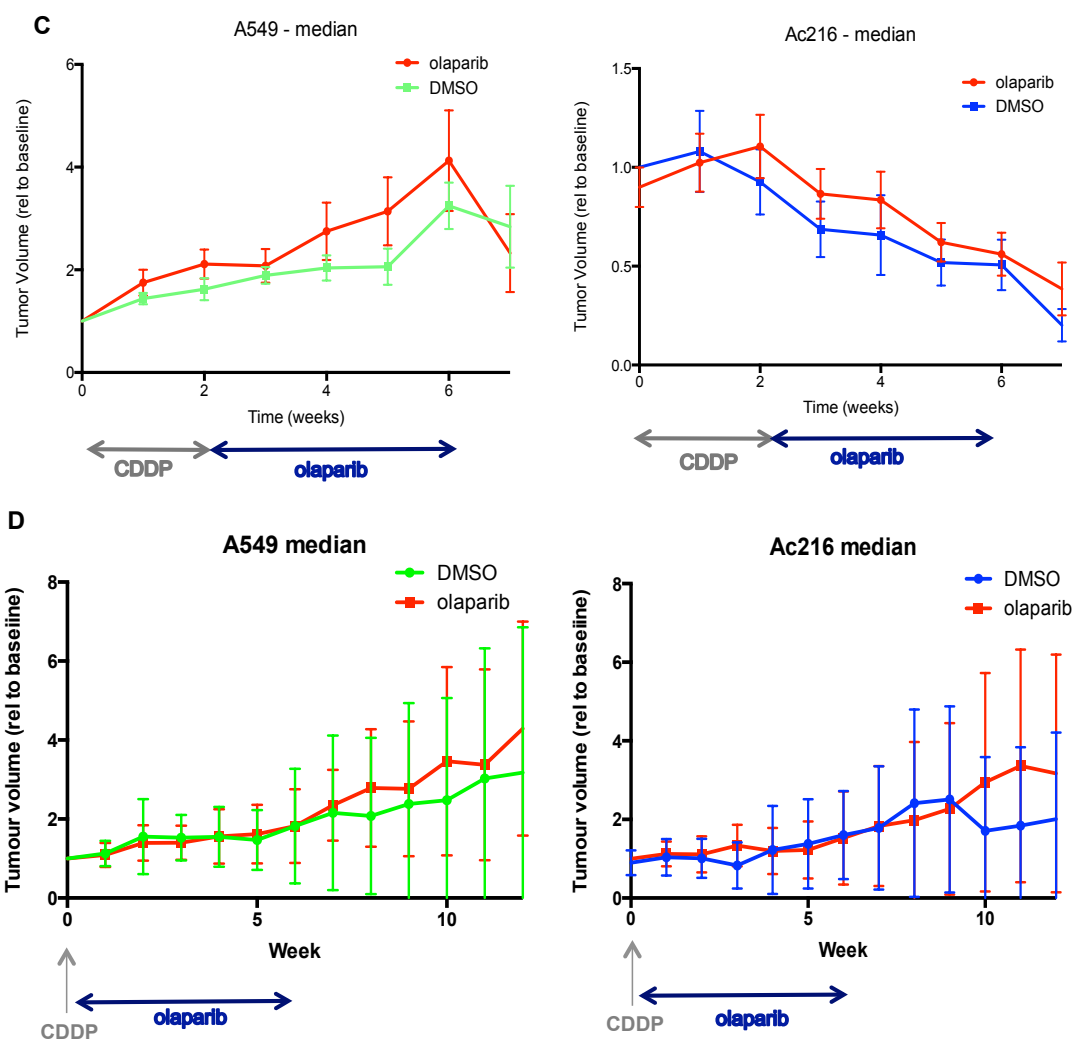 C
A549 - median
olaparib
DMSO
Tumor Volume (rel to baseline)
6
4
2
0
0 2 4 6
Time (weeks)
CDDP
olaparib
Ac216 - median
olaparib
DMSO
Tumor Volume (rel to baseline)
1.5
1.0
0.5
0.0
0 2 4 6
Time (weeks)
CDDP
olaparib
D
A549 median
DMSO
olaparib
Tumour volume (rel to baseline)
8
6
4
2
0
0 5 10
Week
CDDP
olaparib
Ac216 median
DMSO
olaparib
Tumour volume (rel to baseline)
8
6
4
2
0
0 5 10
Week
CDDP
olaparib